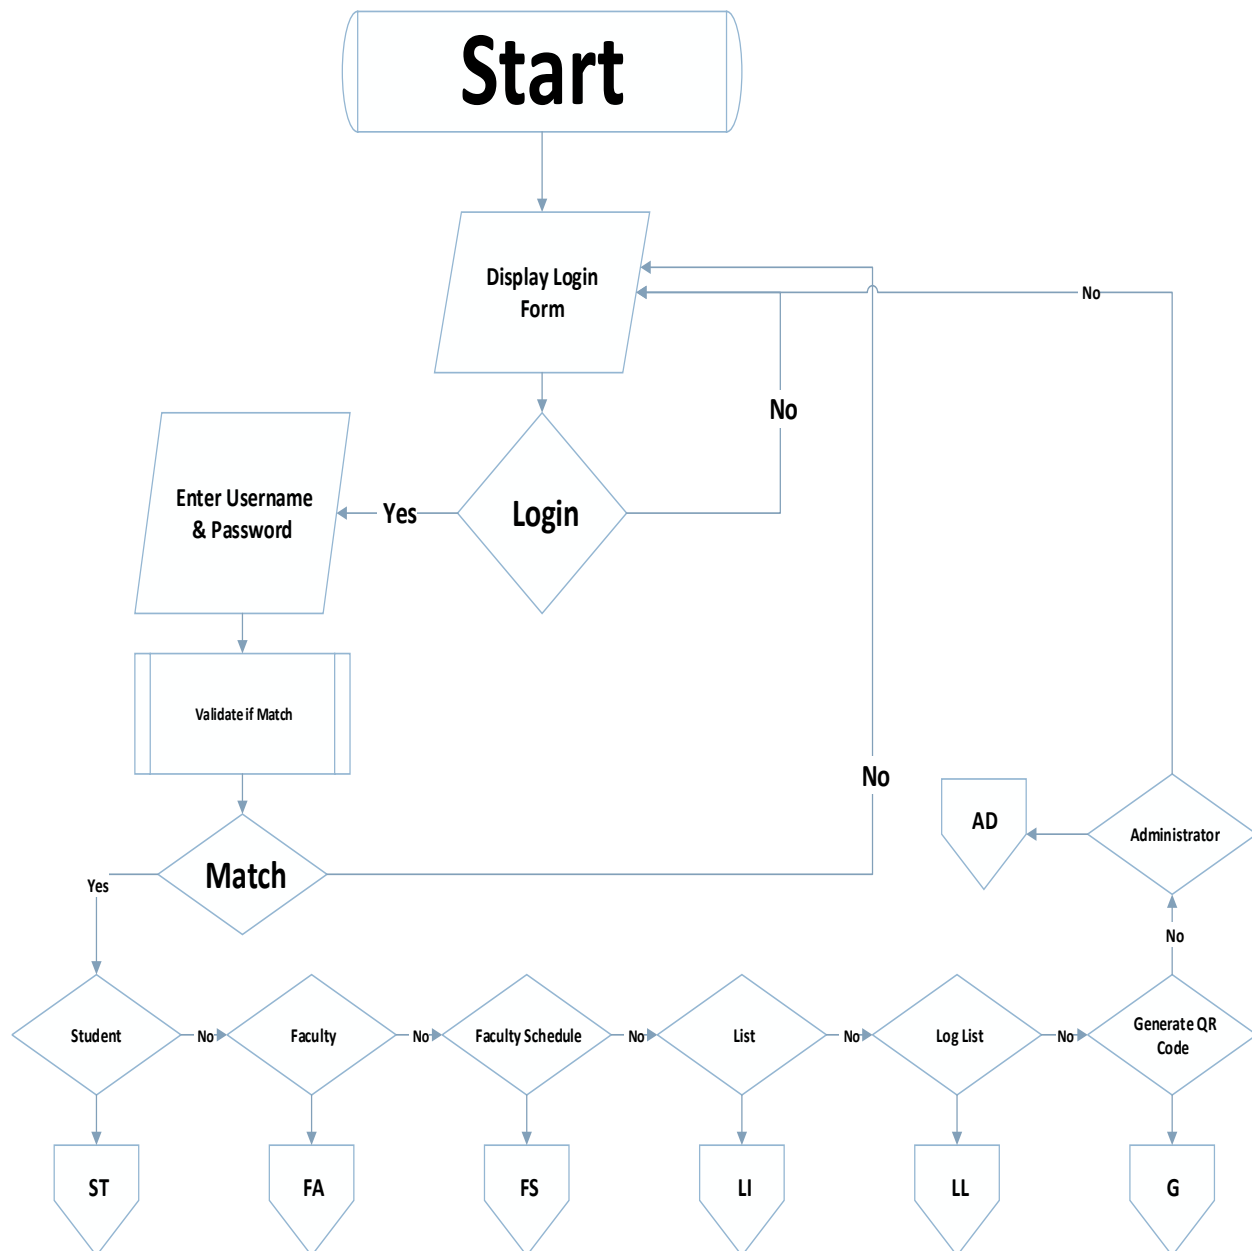 Start
Display Login
Form
No
No
Enter Username
& Password
Yes
Login
Validate if Match
No
AD
Administrator
Match
Yes
No
Student
No
Faculty
No
Faculty Schedule
No
List
No
Log List
No
Generate QR
Code
ST
FA
FS
LI
LL
G